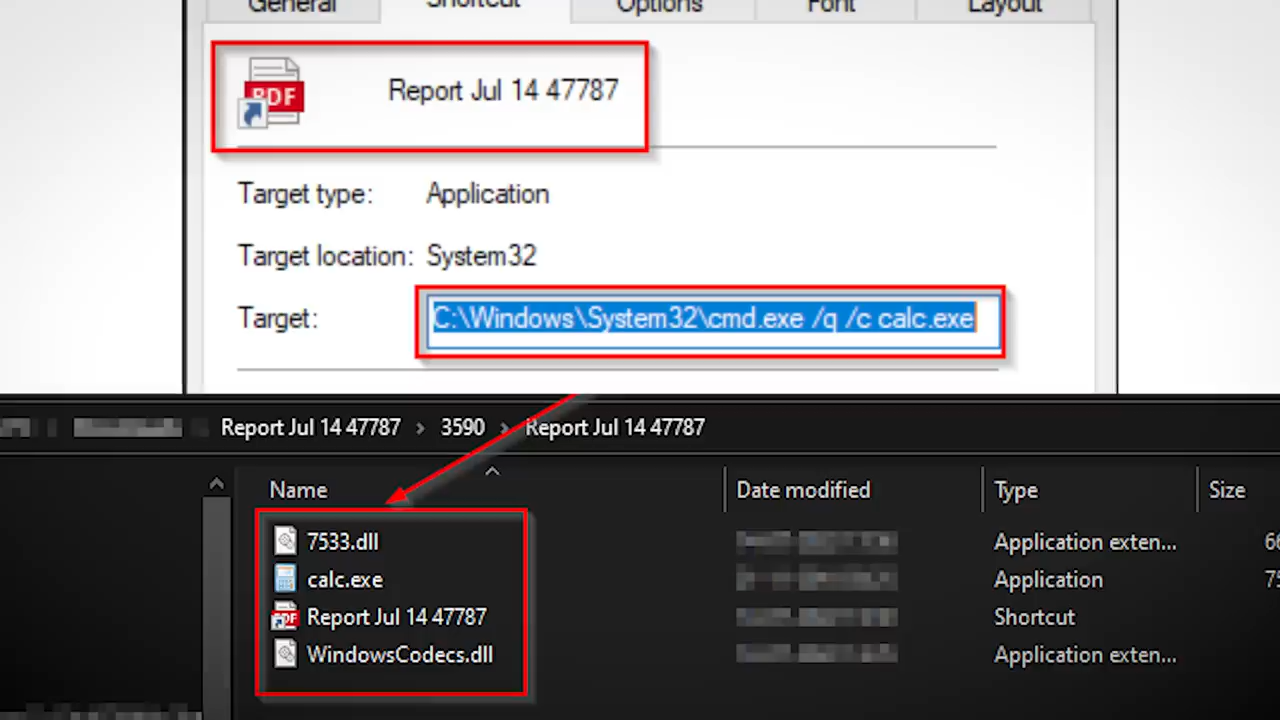 General Shortcut Options Font Layout
PDF Report Jul 14 47787
Target type: Application
Target location: System32
Target: C:\Windows\System32\cmd.exe /q /c calc.exe
Report Jul 14 47787 › 3590 › Report Jul 14 47787
Name Date modified Type Size
7533.dll Application exten...
calc.exe Application
PDF Report Jul 14 47787 Shortcut
WindowsCodecs.dll Application exten...